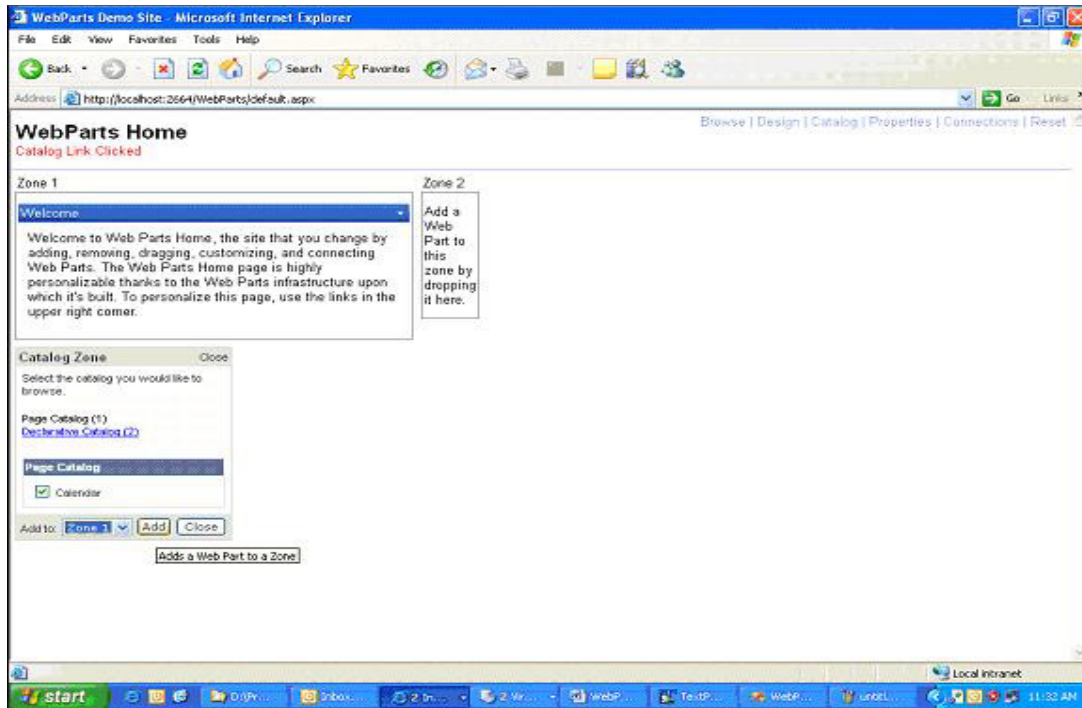 WebParts Demo Site - Microsoft Internet Explorer
File Edit View Favorites Tools Help
Back Search Favorites
Address http://localhost:2664/WebParts/default.aspx Go Links
WebParts Home
Browse | Design | Catalog | Properties | Connections | Reset
Catalog Link Clicked
Zone 1 Zone 2
Welcome
Welcome to Web Parts Home, the site that you change by
adding, removing, dragging, customizing, and connecting
Web Parts. The Web Parts Home page is highly
personalizable thanks to the Web Parts infrastructure upon
which it's built. To personalize this page, use the links in the
upper right corner.
Add a
Web
Part to
this
zone by
dropping
it here.
Catalog Zone Close
Select the catalog you would like to
browse.
Page Catalog (1)
Declarative Catalog (2)
Page Catalog
Calendar
Add to: Zone 1 Add Close
Adds a Web Part to a Zone
Local intranet
start D:\Pr... Inbox... 2 In... WebP... TextP... WebP... 11:32 AM